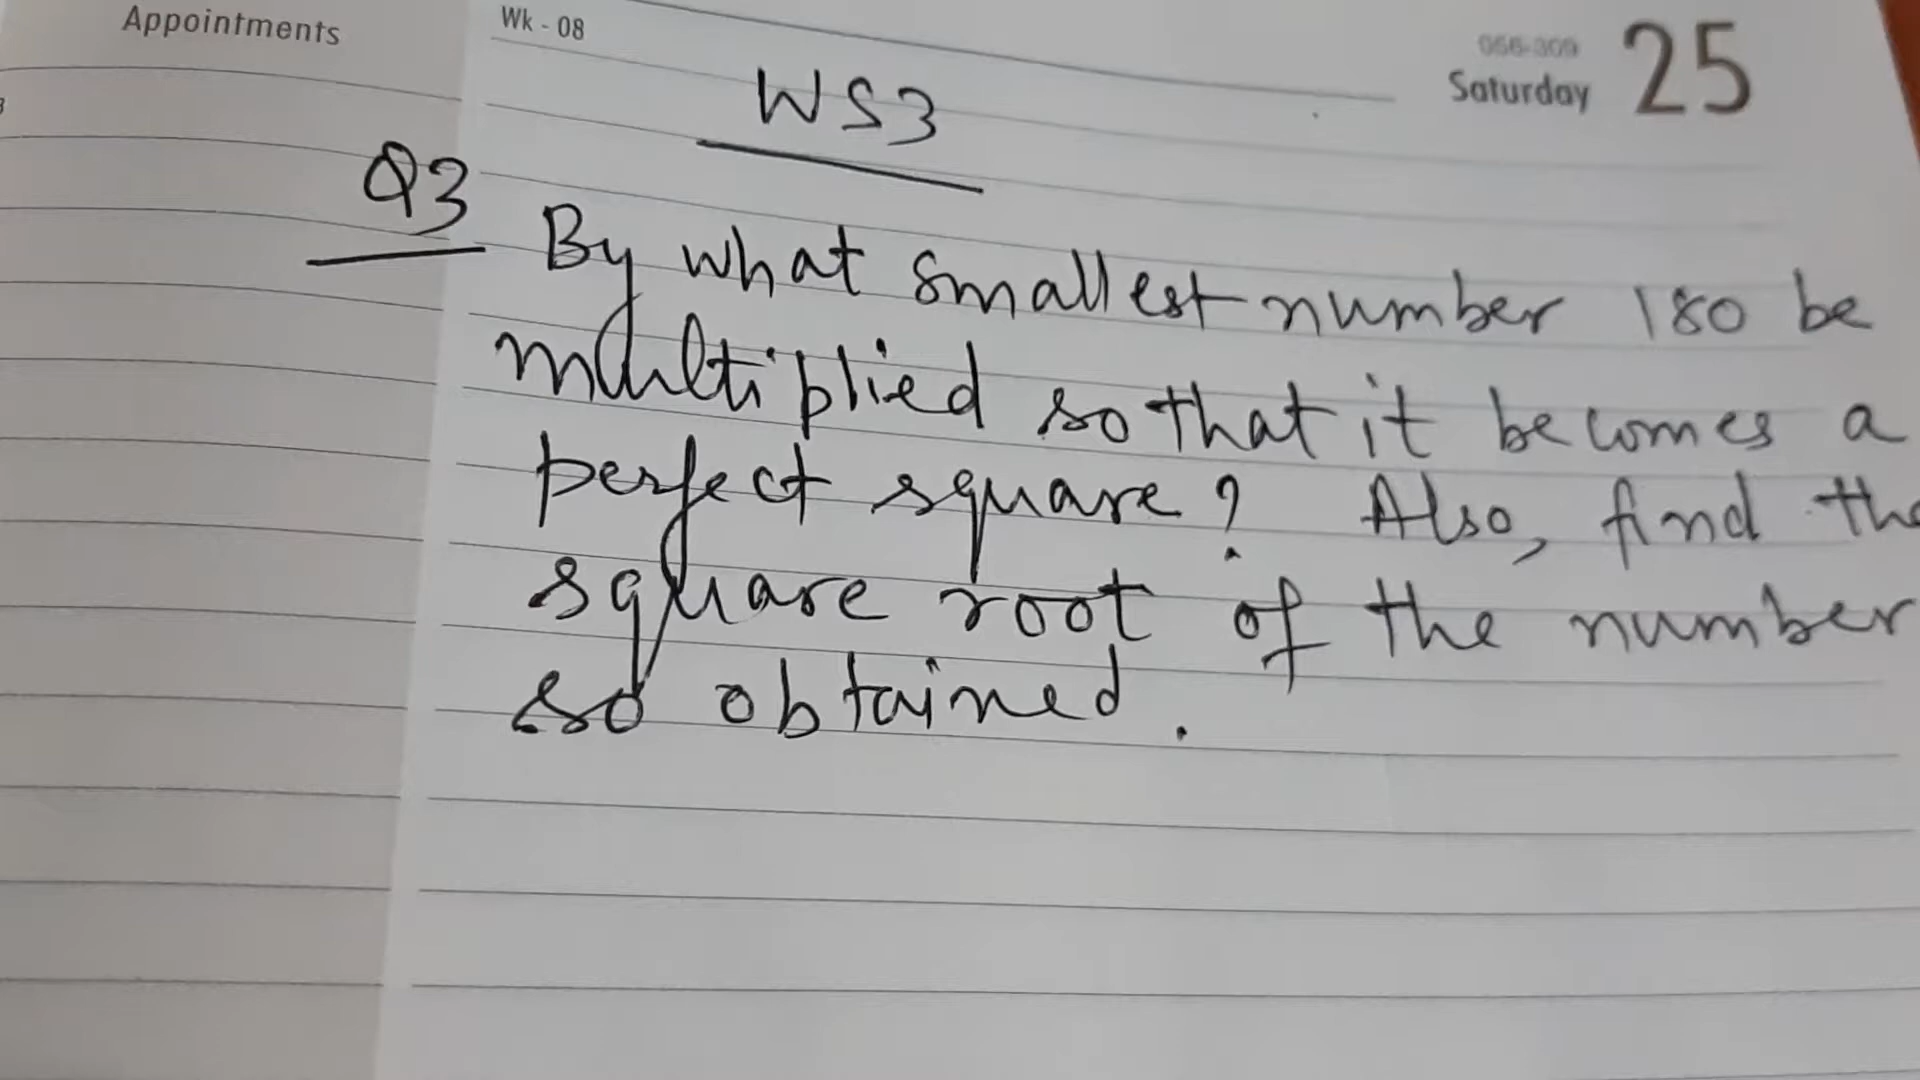 Appointments
Wk - 08
056-309
Saturday 25
WS3
Q3 By what smallest number 180 be
multiplied so that it becomes a
perfect square? Also, find the
square root of the number
so obtained.